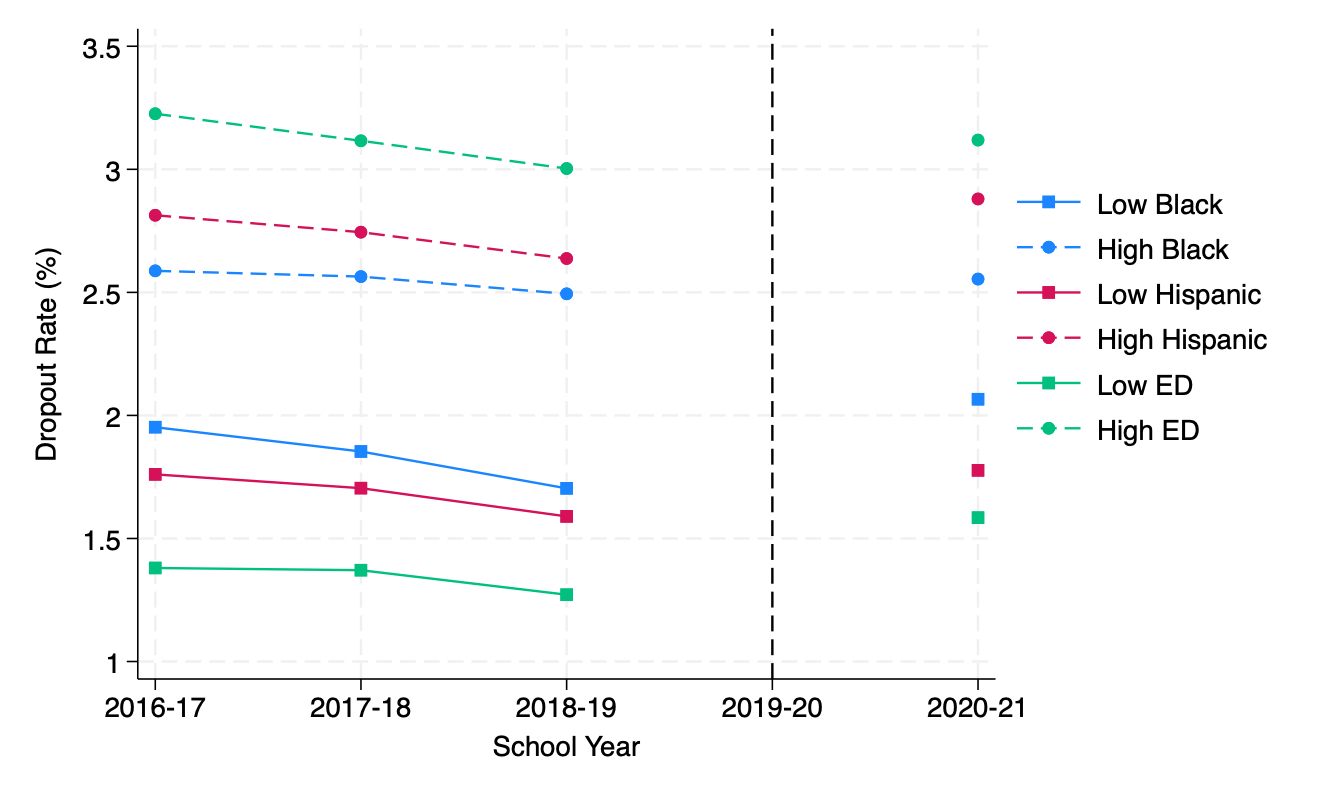 3.5
3
2.5
2
1.5
1
Dropout Rate (%)
2016-17 2017-18 2018-19 2019-20 2020-21
School Year
Low Black
High Black
Low Hispanic
High Hispanic
Low ED
High ED